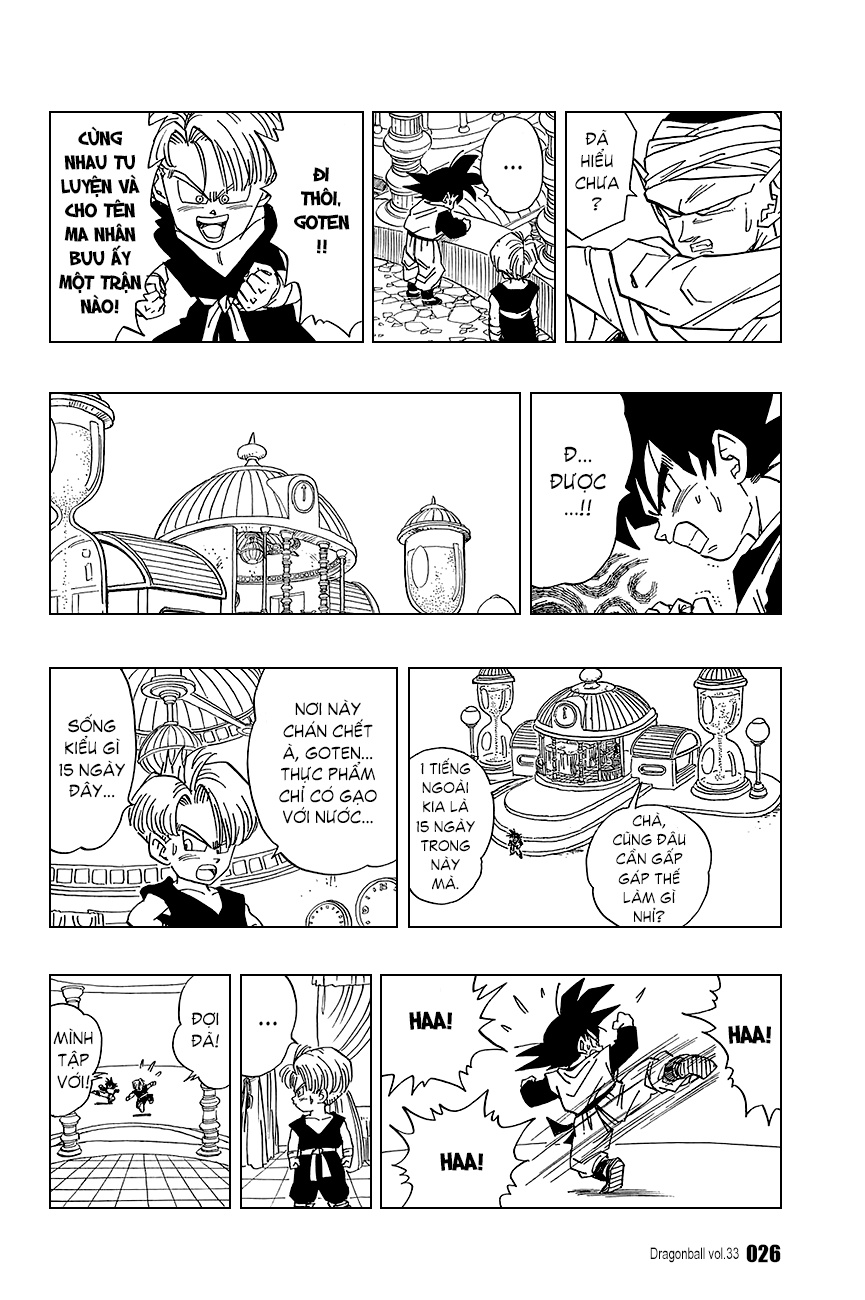 ĐÃ
HIỂU
CHƯA
?
...
ĐI
THÔI,
GOTEN
!!
CÙNG
NHAU TU
LUYỆN VÀ
CHO TÊN
MA NHÂN
BUU ẤY
MỘT TRẬN
NÀO!
Đ...
ĐƯỢC
...!!
CHÀ,
CŨNG ĐÂU
CẦN GẤP
GÁP THẾ
LÀM GÌ
NHỈ?
1 TIẾNG
NGOÀI
KIA LÀ
15 NGÀY
TRONG
NÀY
MÀ.
NƠI NÀY
CHÁN CHẾT
À, GOTEN...
THỰC PHẨM
CHỈ CÓ GẠO
VỚI NƯỚC...
SỐNG
KIỂU GÌ
15 NGÀY
ĐÂY...
HAA!
HAA!
HAA!
...
ĐỢI
ĐÃ!
MÌNH
TẬP
VỚI!
Dragonball vol.33 026